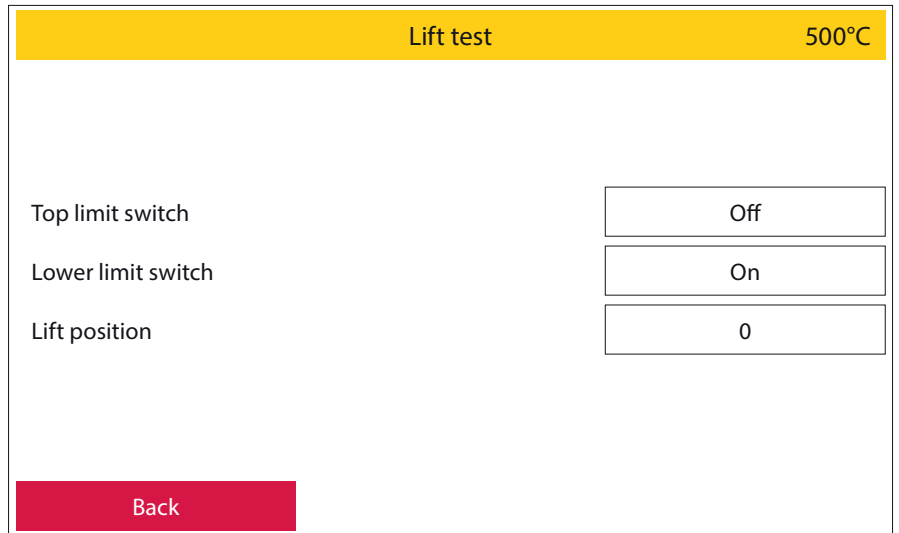 Lift test 500°C
Top limit switch Off
Lower limit switch On
Lift position 0
Back